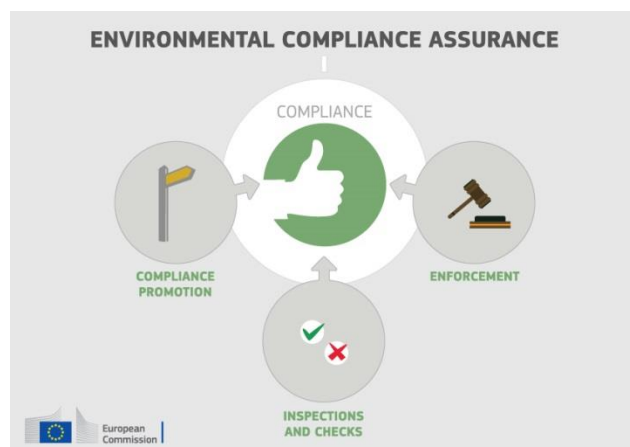 ENVIRONMENTAL COMPLIANCE ASSURANCE
COMPLIANCE
COMPLIANCE
PROMOTION
ENFORCEMENT
INSPECTIONS
AND CHECKS
European
Commission